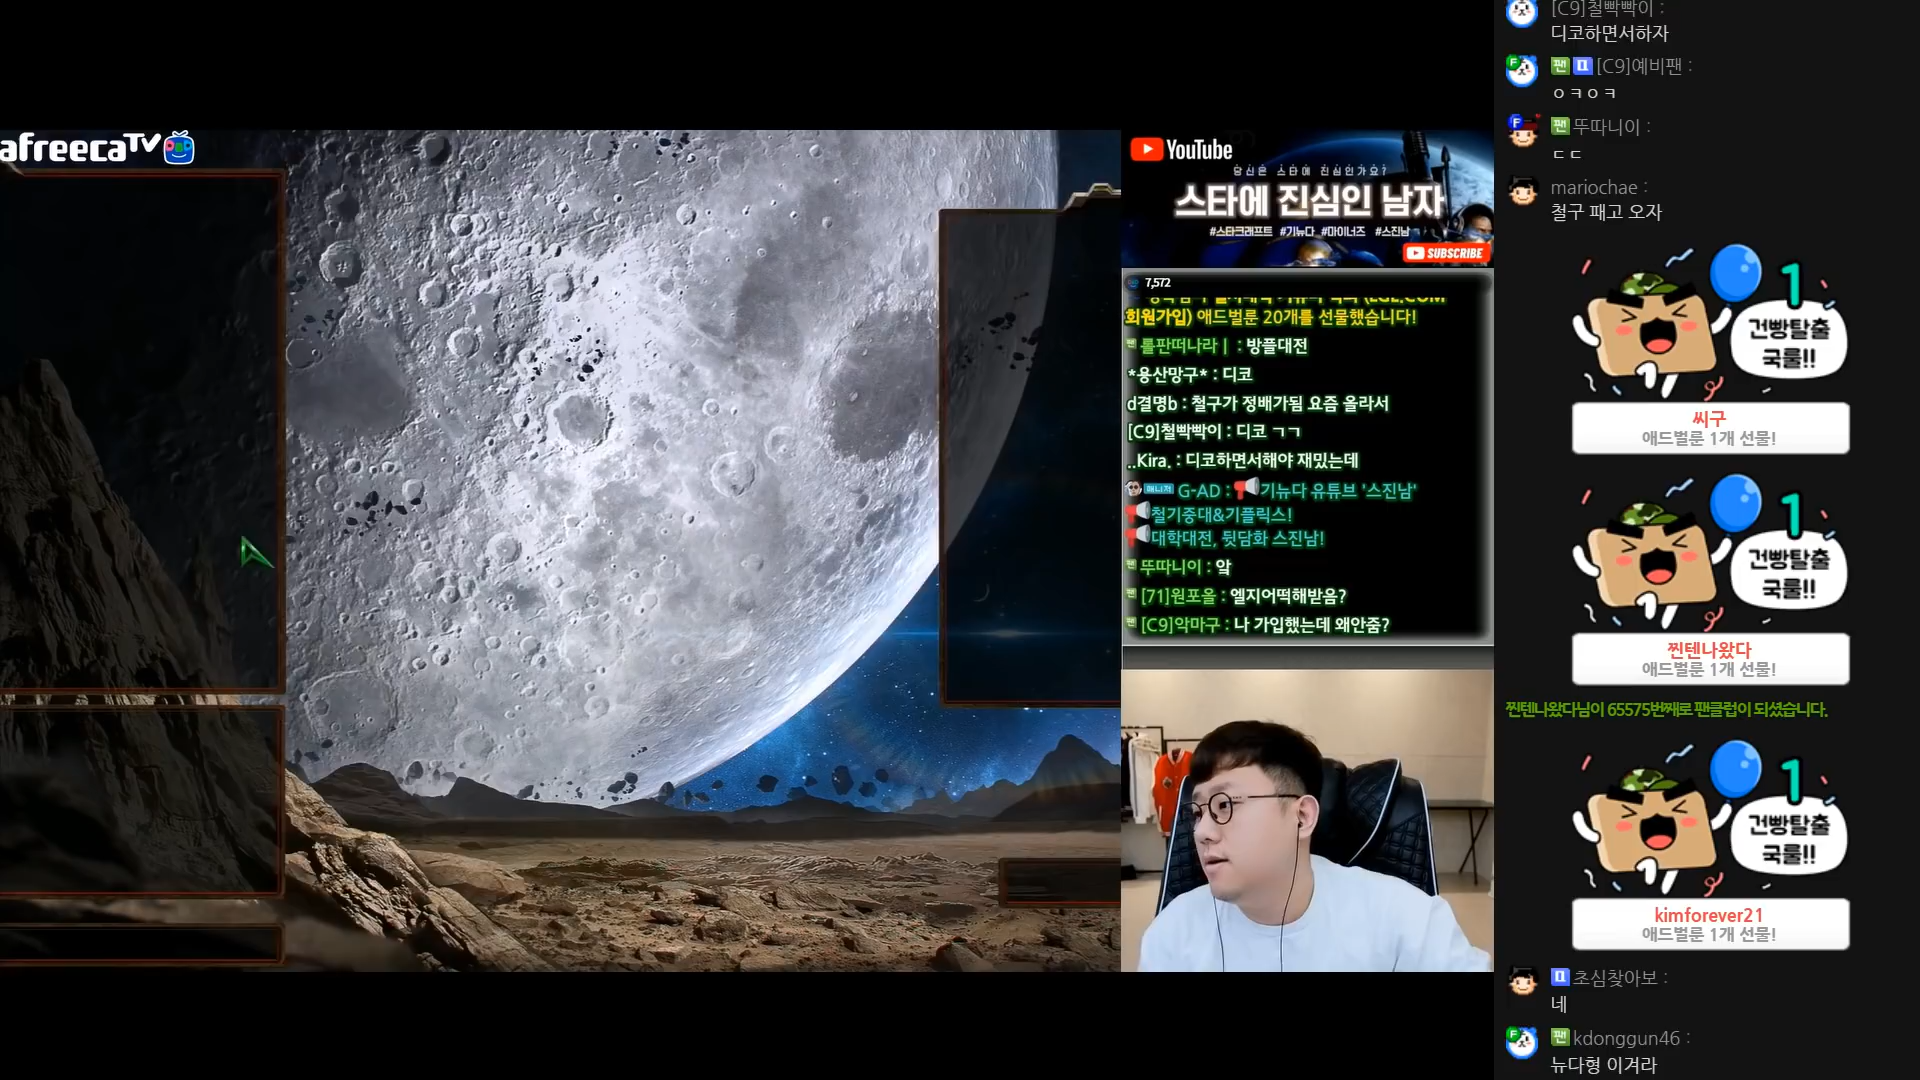 afreecaTV
YouTube
당신은 스타에 진심인가요?
스타에 진심인 남자
#스타크래프트 #기뉴다 #마이너즈 #스진남
SUBSCRIBE
7,572
회원가입) 애드벌룬 20개를 선물했습니다!
팬 롤판떠나라 | : 방플대전
*용산망구* : 디코
d결명b : 철구가 정배가됨 요즘 올라서
[C9]철빡빡이 : 디코 ㄱㄱ
..Kira. : 디코하면서해야 재밌는데
매니저 G-AD : 기뉴다 유튜브 '스진남'
철기중대&기플릭스!
대학대전, 뒷담화 스진남!
팬 뚜따니이 : 앞
팬 [71]원포올 : 엘지어떡해받음?
팬 [C9]악마구 : 나 가입했는데 왜안줌?
[C9]철빡빡이 :
디코하면서하자
팬 [C9]예비팬 :
ㅇㅋㅇㅋ
팬 뚜따니이 :
ㄷㄷ
mariochae :
철구 패고 오자
1
건빵탈출
국룰!!
씨구
애드벌룬 1개 선물!
1
건빵탈출
국룰!!
찐텐나왔다
애드벌룬 1개 선물!
찐텐나왔다님이 65575번째로 팬클럽이 되셨습니다.
1
건빵탈출
국룰!!
kimforever21
애드벌룬 1개 선물!
초심찾아보 :
네
팬 kdonggun46 :
뉴다형 이겨라